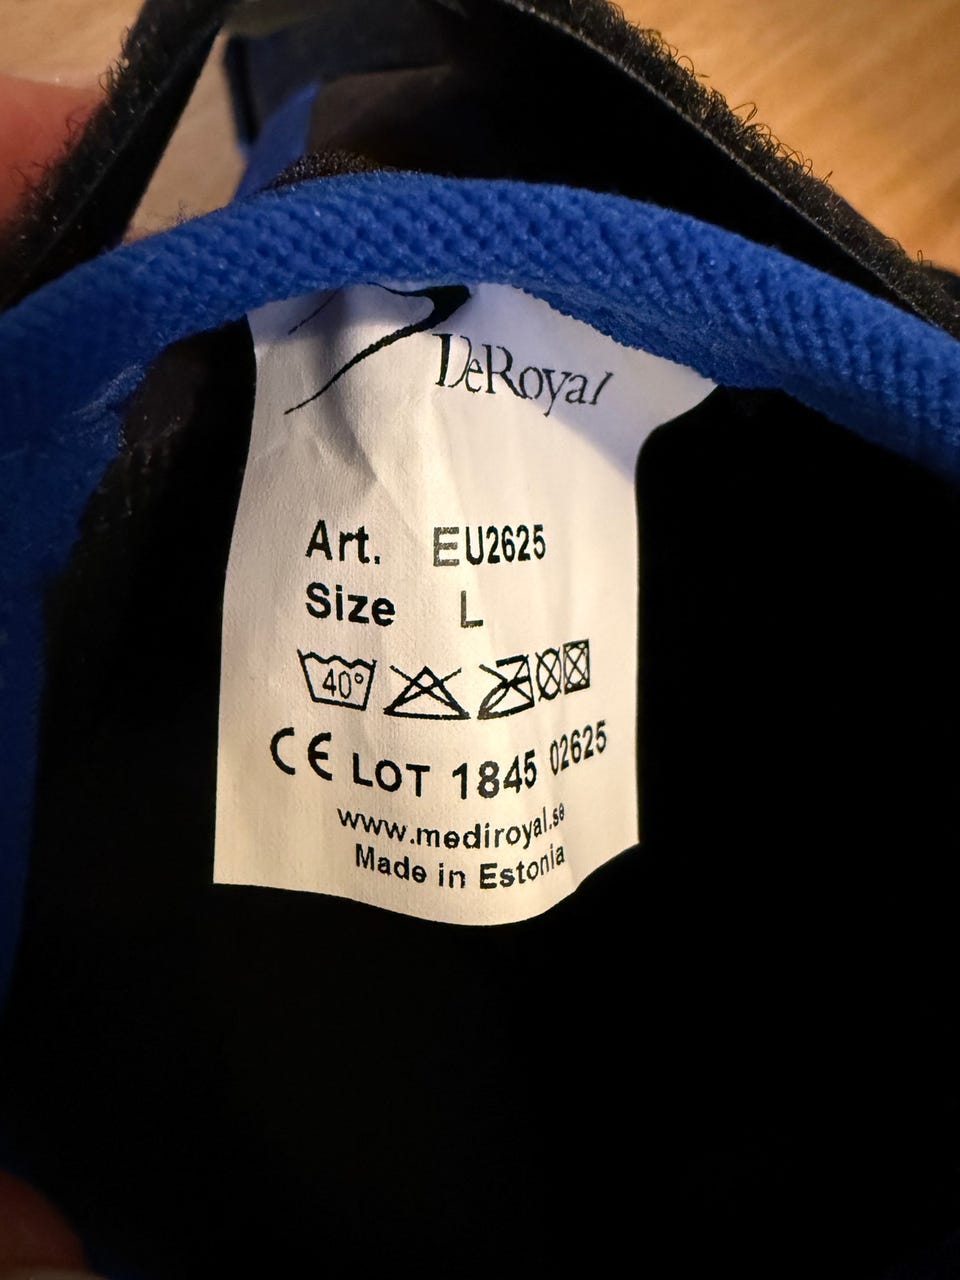 DeRoyal
Art. EU2625
Size L
40°
CE LOT 1845 02625
www.mediroyal.se
Made in Estonia